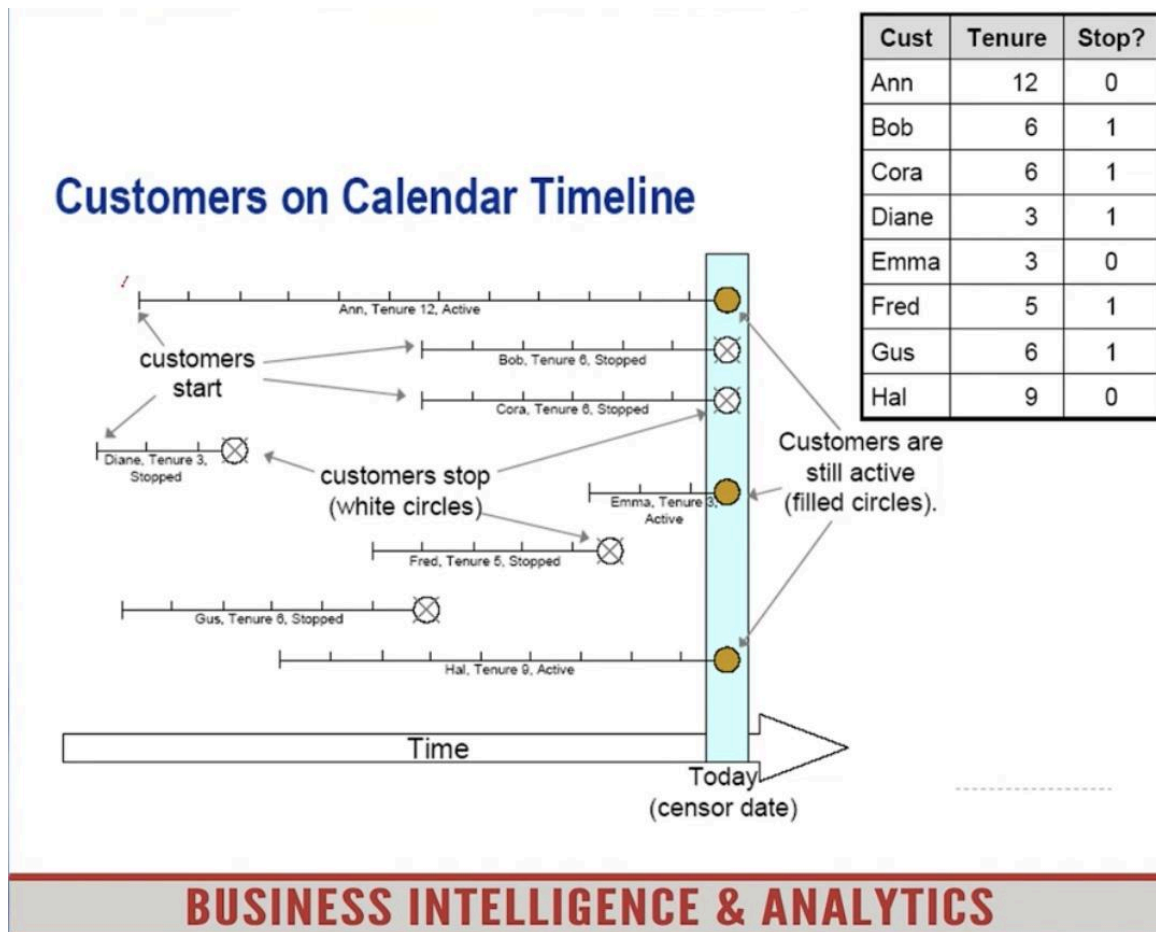 Cust Tenure Stop?
Ann 12 0
Bob 6 1
Cora 6 1
Diane 3 1
Emma 3 0
Fred 5 1
Gus 6 1
Hal 9 0
Customers on Calendar Timeline
Ann, Tenure 12, Active
customers
start
Bob, Tenure 6, Stopped
Cora, Tenure 6, Stopped
Diane, Tenure 3,
Stopped
customers stop
(white circles)
Emma, Tenure 3,
Active
Customers are
still active
(filled circles).
Fred, Tenure 5, Stopped
Gus, Tenure 6, Stopped
Hal, Tenure 9, Active
Time
Today
(censor date)
BUSINESS INTELLIGENCE & ANALYTICS